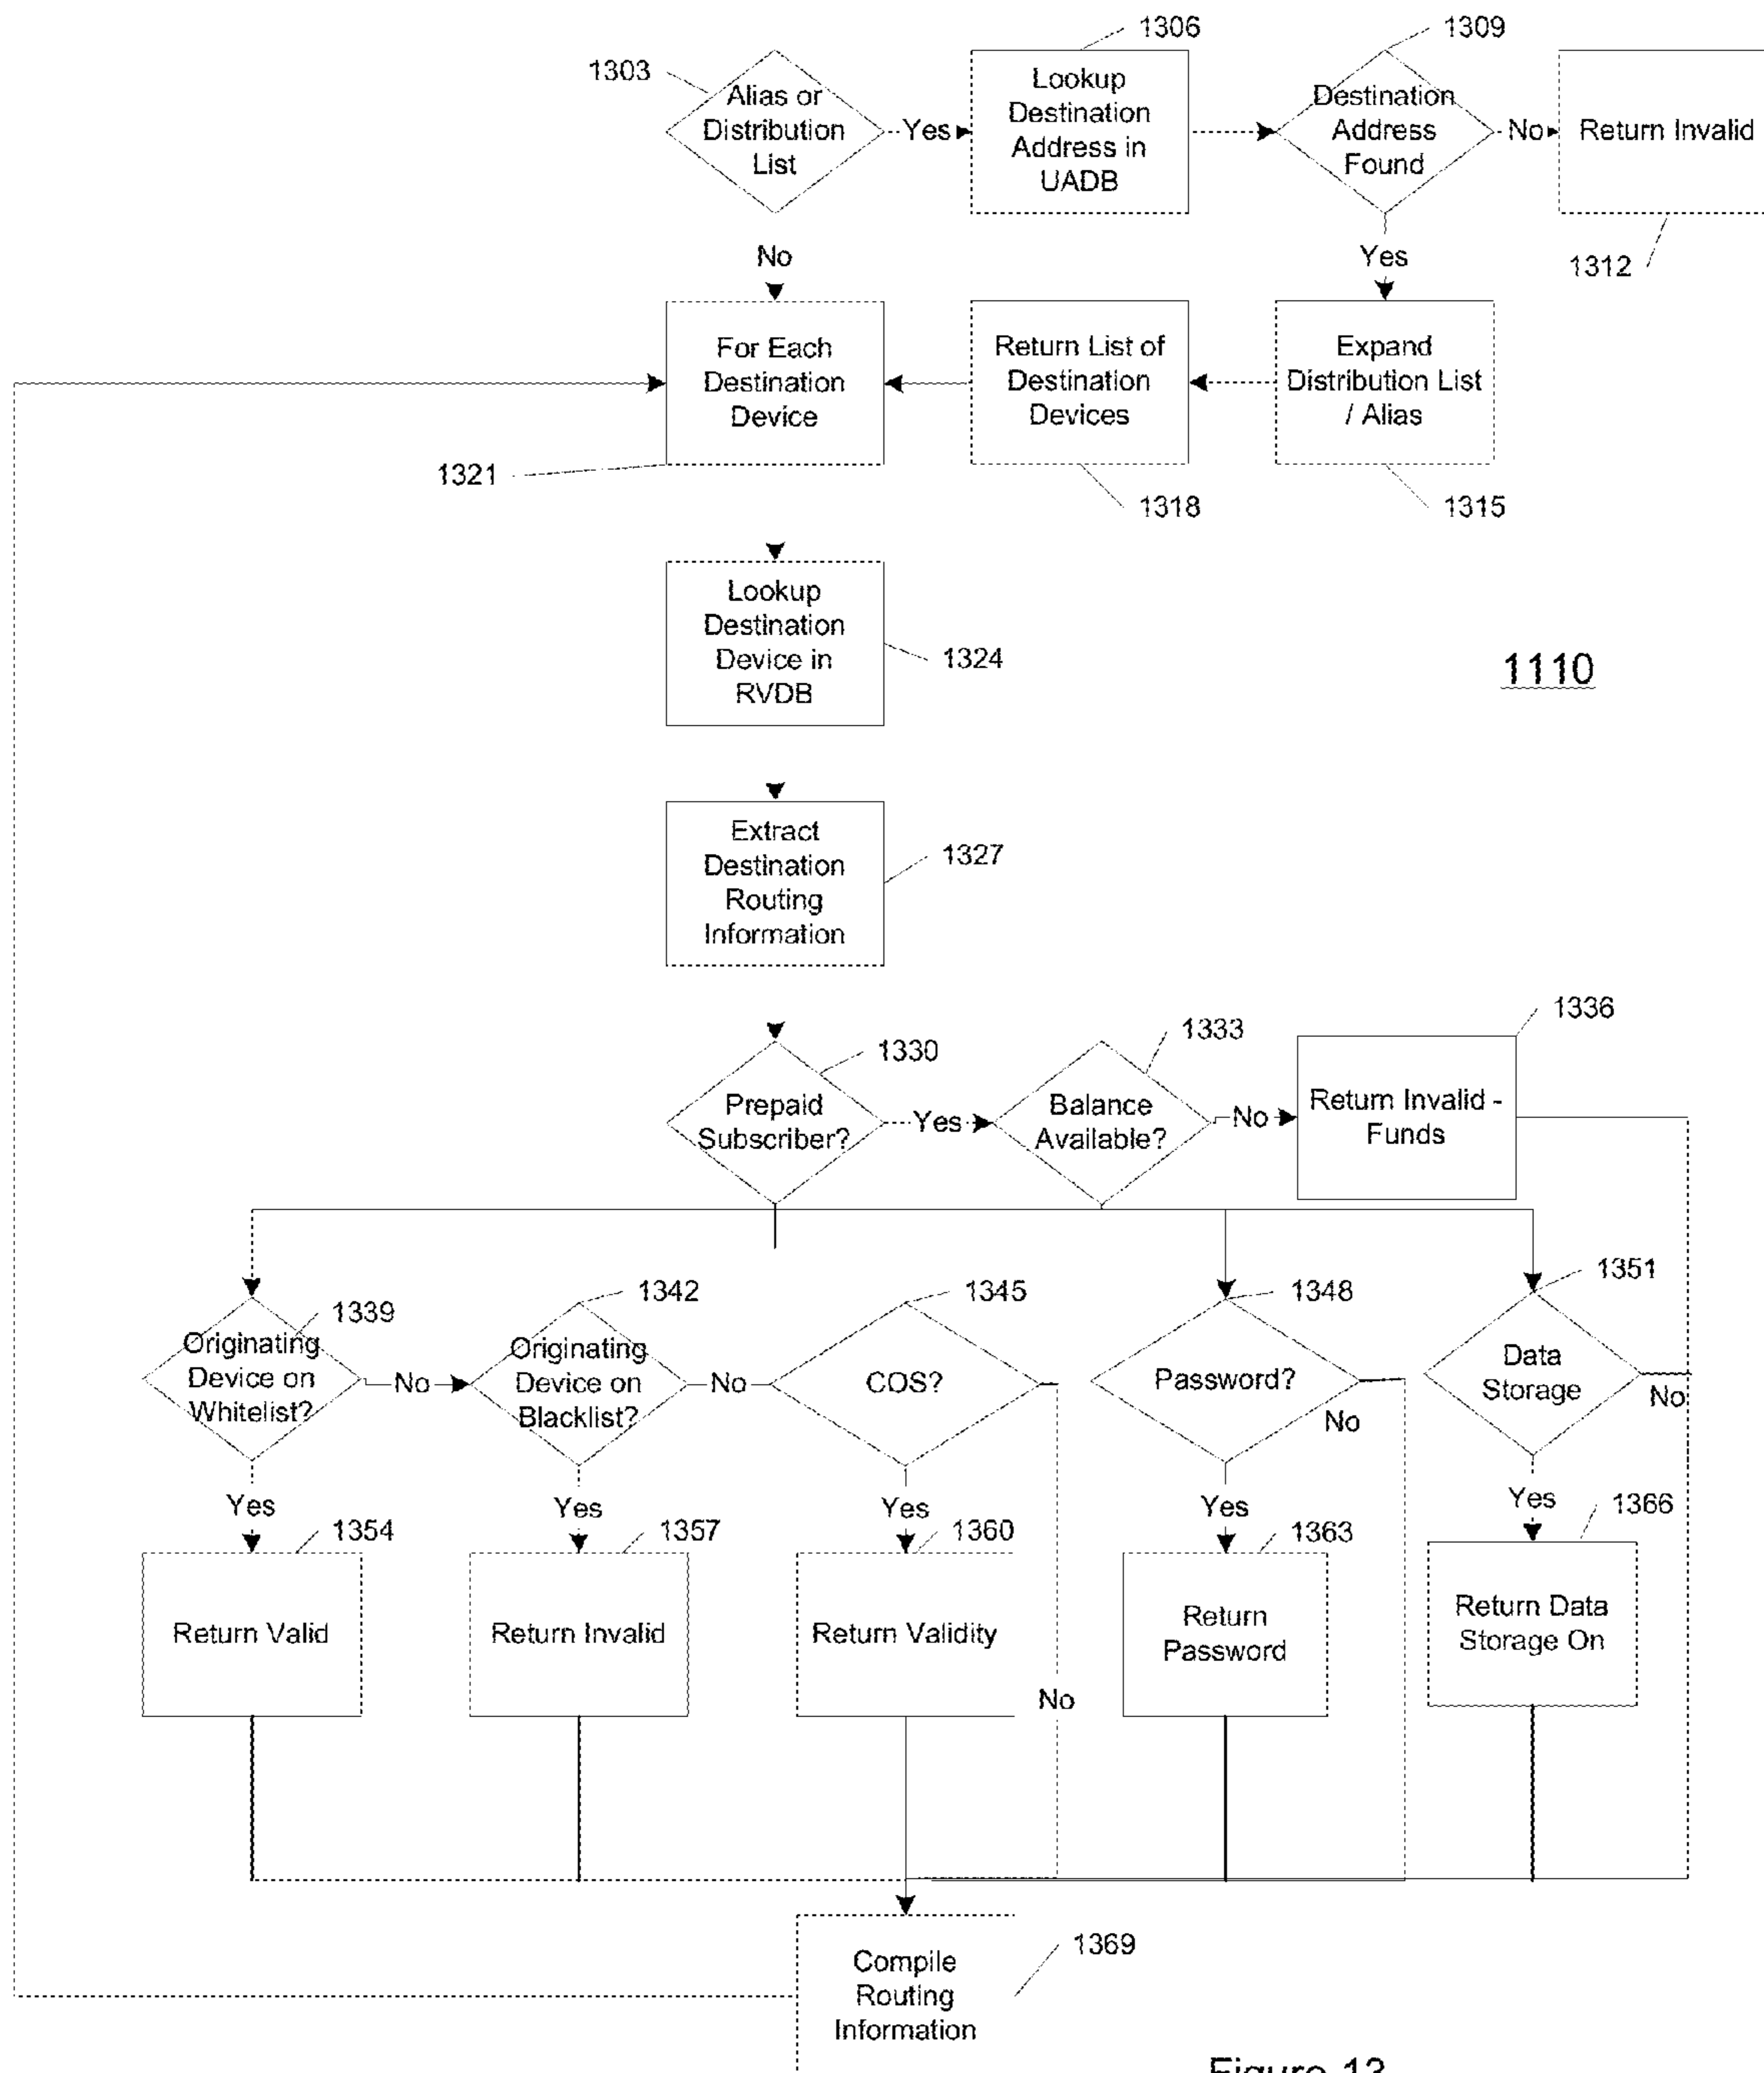 1306
1309
1303
Alias or
Distribution
List
Yes
Lookup
Destination
Address in
UADB
Destination
Address
Found
No
Return Invalid
1312
No
Yes
For Each
Destination
Device
Return List of
Destination
Devices
Expand
Distribution List
/ Alias
1321
1318
1315
Lookup
Destination
Device in
RVDB
1324
1110
Extract
Destination
Routing
Information
1327
1330
1333
1336
Prepaid
Subscriber?
Yes
Balance
Available?
No
Return Invalid -
Funds
1339
1342
1345
1348
1351
Originating
Device on
Whitelist?
No
Originating
Device on
Blacklist?
No
COS?
Password?
No
Data
Storage
No
Yes
Yes
Yes
Yes
Yes
1354
1357
1360
1363
1366
Return Valid
Return Invalid
Return Validity
Return
Password
Return Data
Storage On
No
Compile
Routing
Information
1369
Figure 13